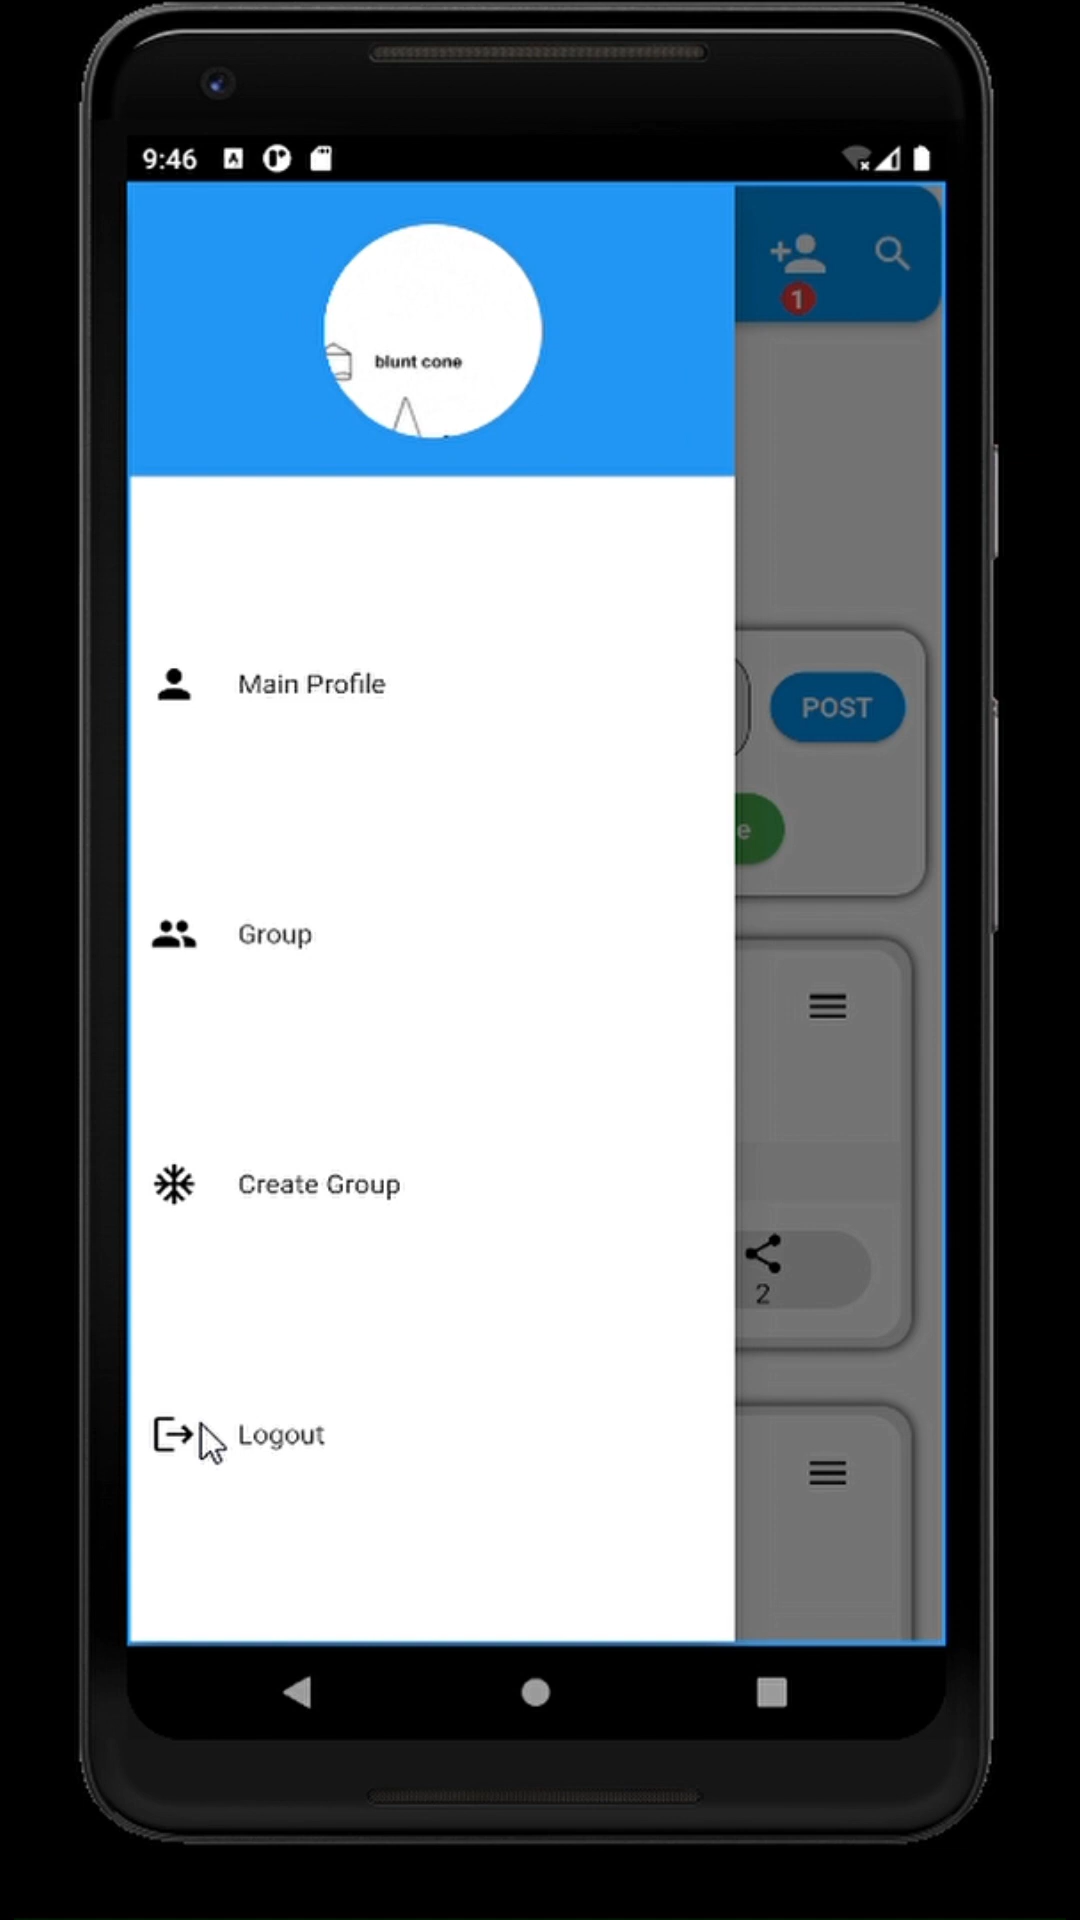 9:46
1
blunt cone
Main Profile
POST
e
Group
Create Group
2
Logout